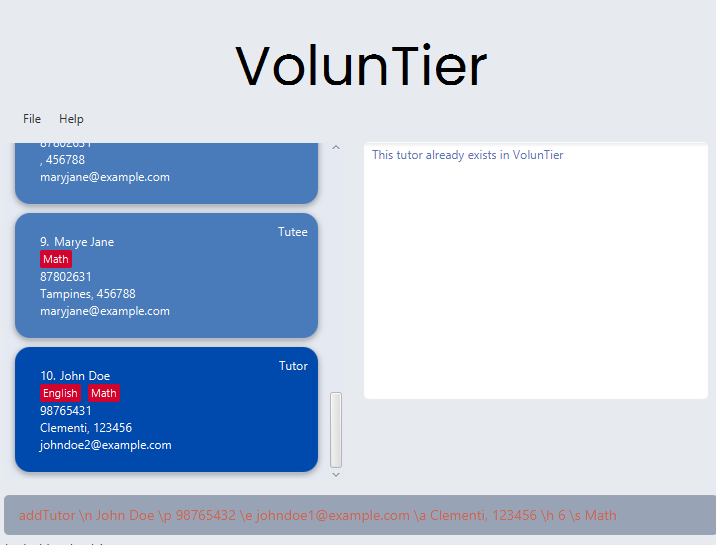 VolunTier
File Help
87802631
, 456788
maryjane@example.com
Tutee
9. Marye Jane
Math
87802631
Tampines, 456788
maryjane@example.com
Tutor
10. John Doe
English Math
98765431
Clementi, 123456
johndoe2@example.com
This tutor already exists in VolunTier
addTutor \n John Doe \p 98765432 \e johndoe1@example.com \a Clementi, 123456 \h 6 \s Math